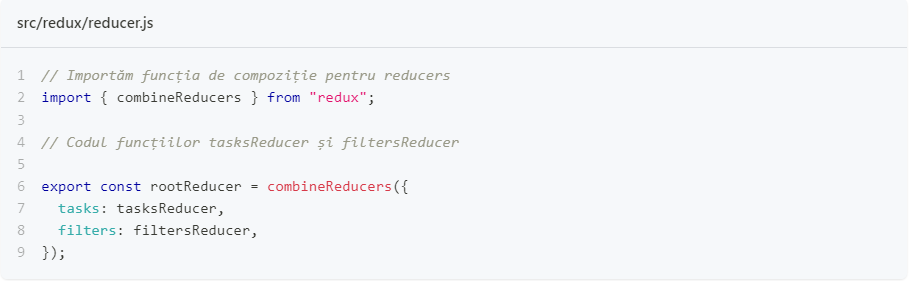 src/redux/reducer.js
1 // Importăm funcția de compoziție pentru reducers
2 import { combineReducers } from "redux";
3
4 // Codul funcțiilor tasksReducer și filtersReducer
5
6 export const rootReducer = combineReducers({
7   tasks: tasksReducer,
8   filters: filtersReducer,
9 });